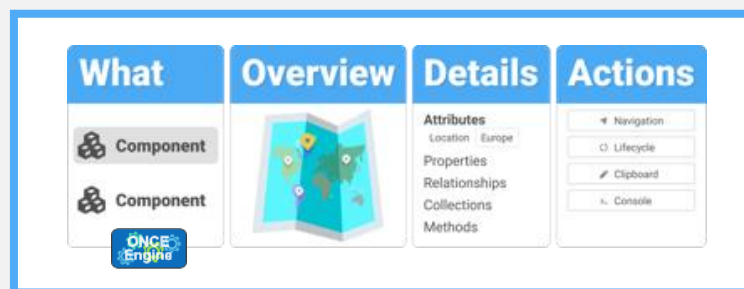 What
Component
Component
ONCE
Engine
Overview
Details
Attributes
Location Europe
Properties
Relationships
Collections
Methods
Actions
Navigation
Lifecycle
Clipboard
Console